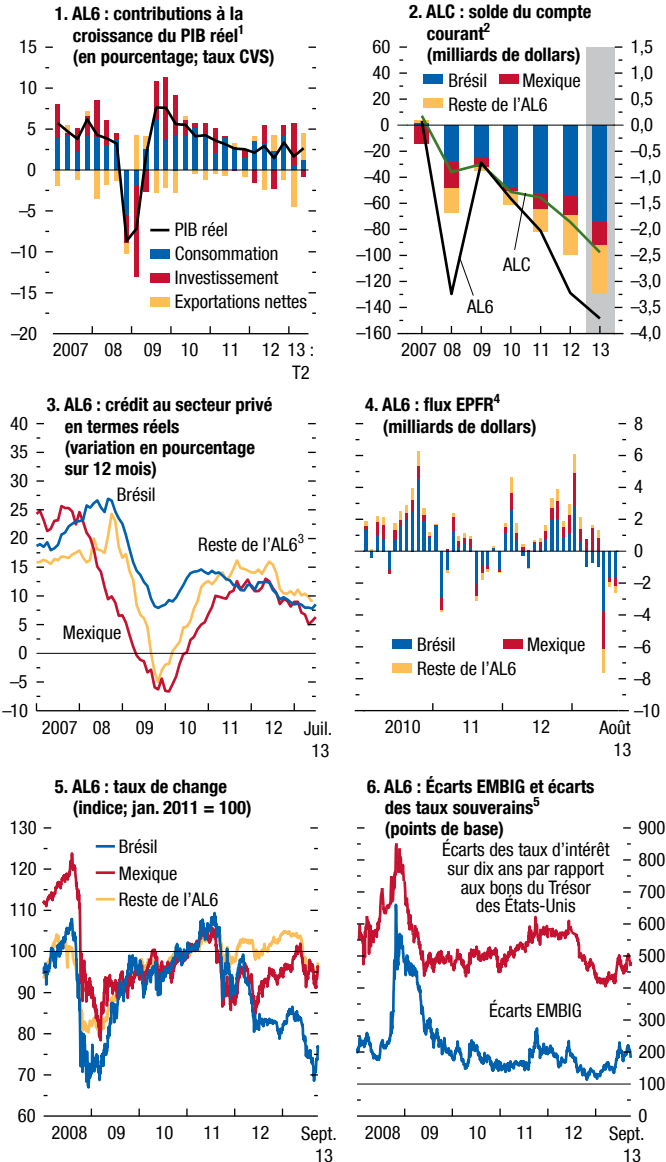 1. AL6 : contributions à la
croissance du PIB réel¹
(en pourcentage; taux CVS)
15
10
5
0
–5
–10
–15
–20
PIB réel
Consommation
Investissement
Exportations nettes
2007 08 09 10 11 12 13 :
T2
2. ALC : solde du compte
courant²
(milliards de dollars)
60
40
20
0
–20
–40
–60
–80
–100
–120
–140
–160
1,5
1,0
0,5
0,0
–0,5
–1,0
–1,5
–2,0
–2,5
–3,0
–3,5
–4,0
Brésil Mexique
Reste de l'AL6
ALC
AL6
2007 08 09 10 11 12 13
3. AL6 : crédit au secteur privé
en termes réels
(variation en pourcentage
sur 12 mois)
40
35
30
25
20
15
10
5
0
–5
–10
Brésil
Reste de l'AL6³
Mexique
2007 08 09 10 11 12 Juil.
13
4. AL6 : flux EPFR⁴
(milliards de dollars)
8
6
4
2
0
–2
–4
–6
–8
–10
Brésil Mexique
Reste de l'AL6
2010 11 12 Août
13
5. AL6 : taux de change
(indice; jan. 2011 = 100)
130
120
110
100
90
80
70
60
Brésil
Mexique
Reste de l'AL6
2008 09 10 11 12 Sept.
13
6. AL6 : Écarts EMBIG et écarts
des taux souverains⁵
(points de base)
900
800
700
600
500
400
300
200
100
0
Écarts des taux d'intérêt
sur dix ans par rapport
aux bons du Trésor
des États-Unis
Écarts EMBIG
2008 09 10 11 12 Sept.
13